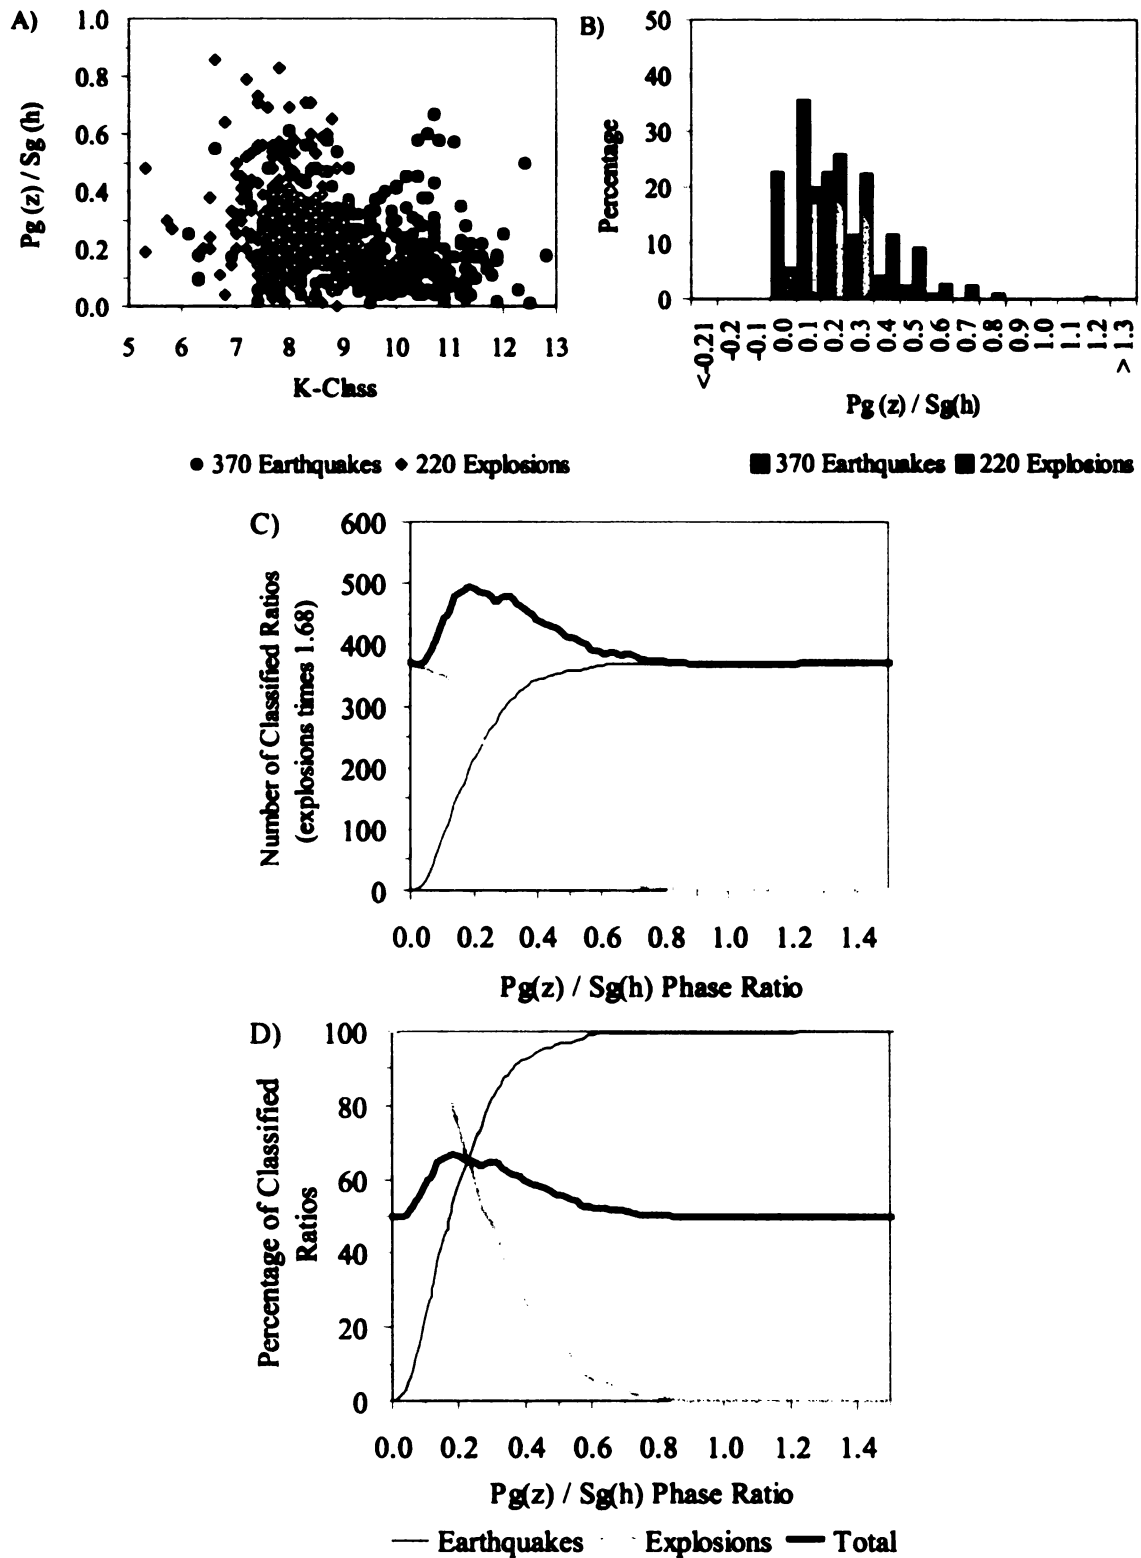 A)
1.0
0.8
0.6
0.4
0.2
0.0
Pg (z) / Sg (h)
5 6 7 8 9 10 11 12 13
K-Class
● 370 Earthquakes ◆ 220 Explosions
B)
50
40
30
20
10
0
Percentage
<-0.21 -0.2 -0.1 0.0 0.1 0.2 0.3 0.4 0.5 0.6 0.7 0.8 0.9 1.0 1.1 1.2 > 1.3
Pg (z) / Sg(h)
■ 370 Earthquakes ■ 220 Explosions
C)
600
500
400
300
200
100
0
Number of Classified Ratios
(explosions times 1.68)
0.0 0.2 0.4 0.6 0.8 1.0 1.2 1.4
Pg(z) / Sg(h) Phase Ratio
D)
100
80
60
40
20
0
Percentage of Classified
Ratios
0.0 0.2 0.4 0.6 0.8 1.0 1.2 1.4
Pg(z) / Sg(h) Phase Ratio
Earthquakes Explosions Total